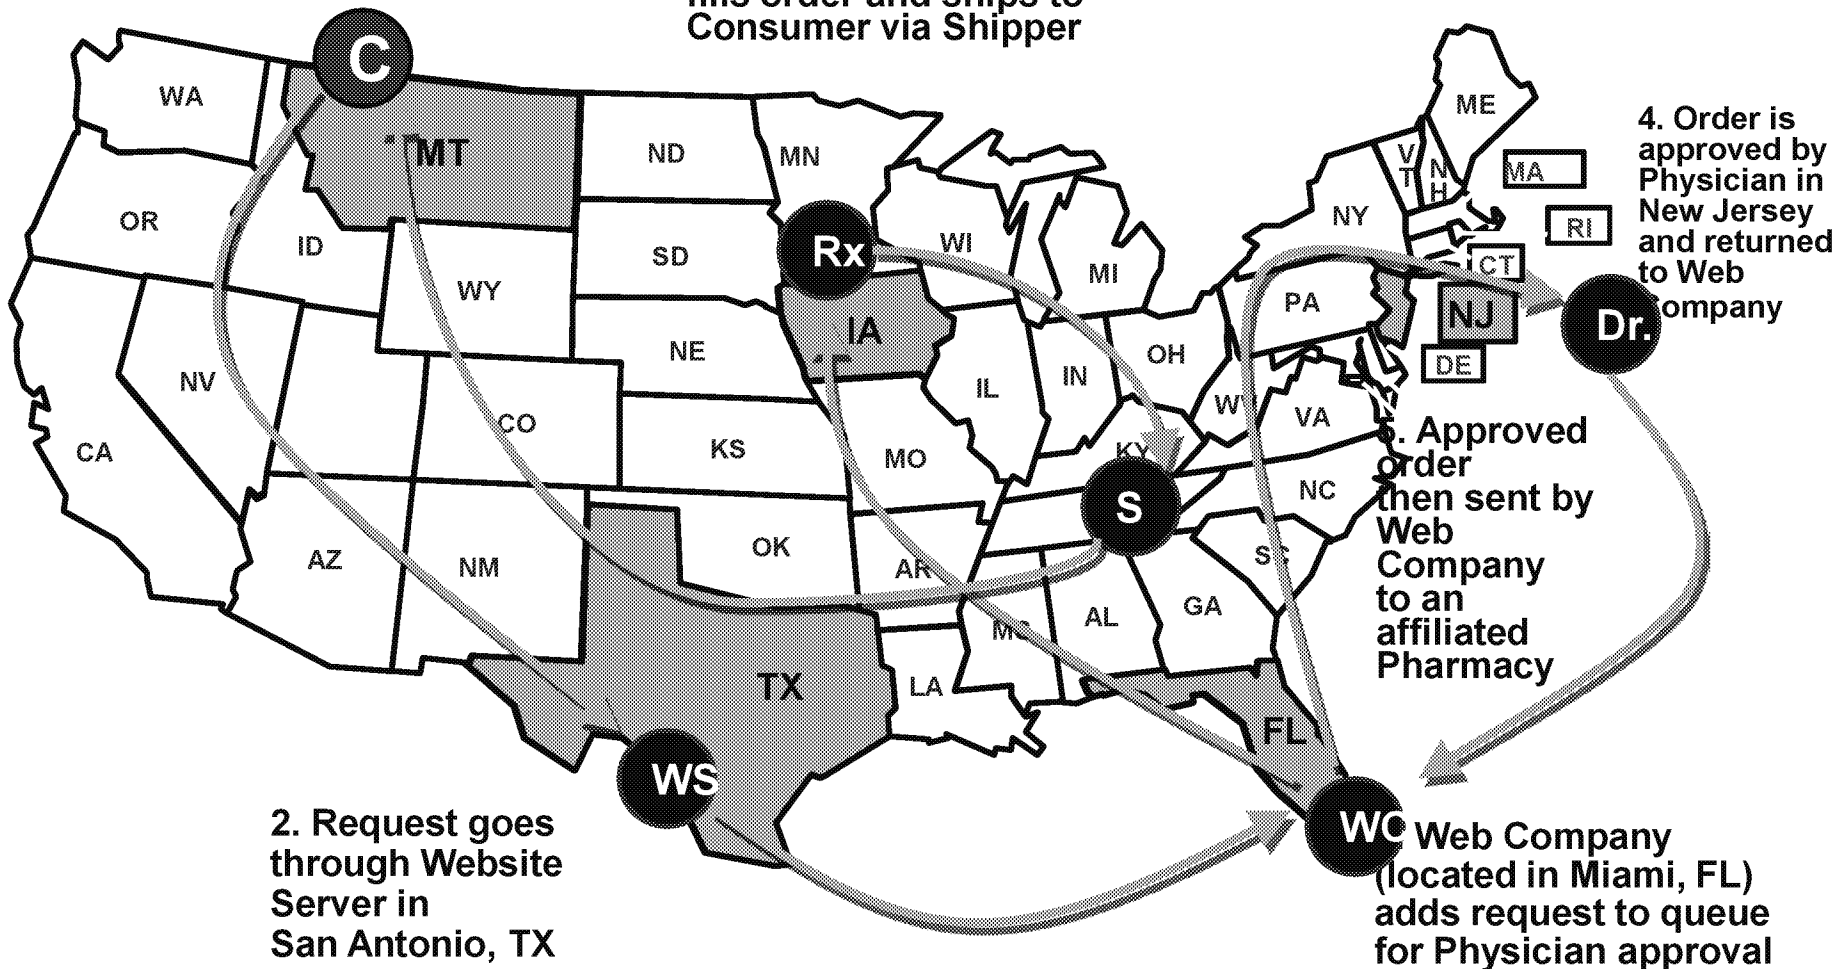 Consumer via Shipper
C
WA
MT
ND
MN
ME
4. Order is
approved by
Physician in
New Jersey
and returned
to Web
Company
VT
NH
MA
RI
CT
NY
OR
ID
SD
Rx
WI
MI
WY
PA
NJ
Dr.
IA
NE
OH
DE
NV
IL
IN
CO
WV
VA
CA
KS
MO
KY
5. Approved
order
then sent by
Web
Company
to an
affiliated
Pharmacy
S
NC
AZ
NM
OK
AR
SC
MS
AL
GA
TX
LA
FL
WS
WC
2. Request goes
through Website
Server in
San Antonio, TX
Web Company
(located in Miami, FL)
adds request to queue
for Physician approval